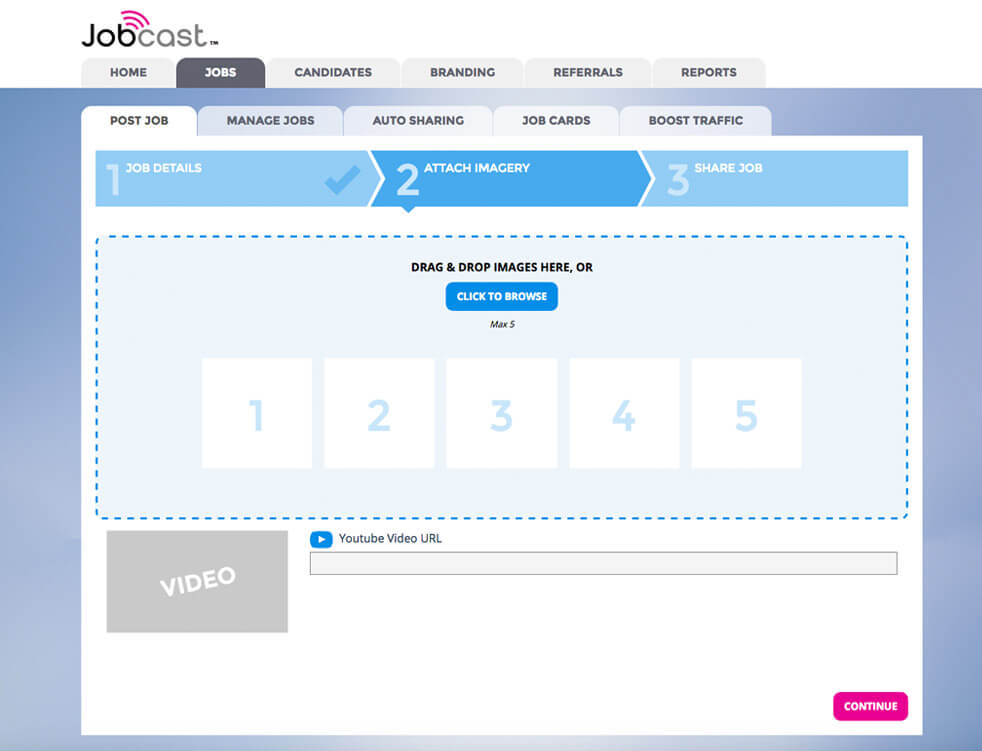 Jobcast™
HOME JOBS CANDIDATES BRANDING REFERRALS REPORTS
POST JOB MANAGE JOBS AUTO SHARING JOB CARDS BOOST TRAFFIC
1 JOB DETAILS 2 ATTACH IMAGERY 3 SHARE JOB
DRAG & DROP IMAGES HERE, OR
CLICK TO BROWSE
Max 5
1 2 3 4 5
Youtube Video URL
VIDEO
CONTINUE